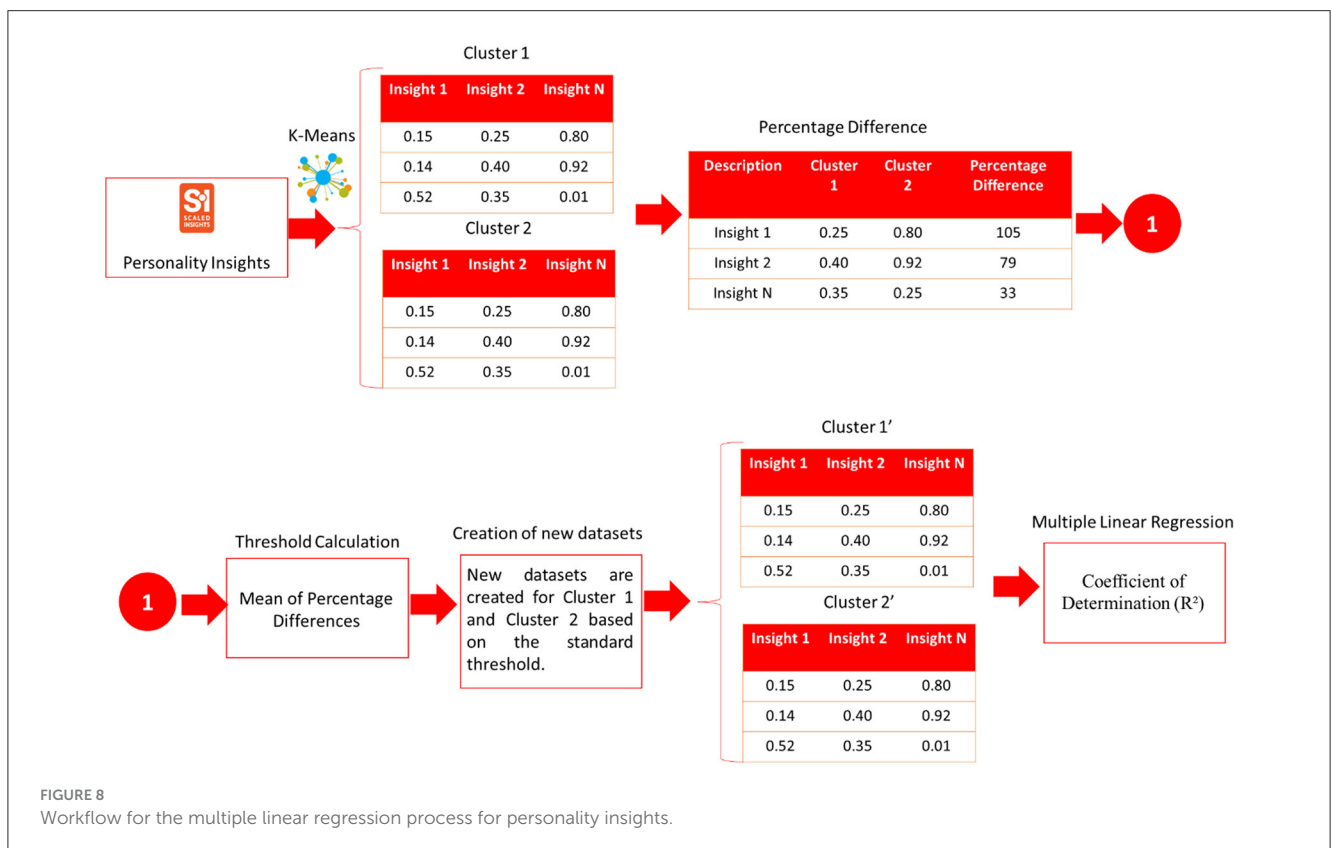 Cluster 1
Insight 1 Insight 2 Insight N
0.15 0.25 0.80
0.14 0.40 0.92
0.52 0.35 0.01
K-Means
Si
SCALED
INSIGHTS
Personality Insights
Cluster 2
Insight 1 Insight 2 Insight N
0.15 0.25 0.80
0.14 0.40 0.92
0.52 0.35 0.01
Percentage Difference
Description Cluster 1 Cluster 2 Percentage Difference
Insight 1 0.25 0.80 105
Insight 2 0.40 0.92 79
Insight N 0.35 0.25 33
1
1
Threshold Calculation
Mean of Percentage
Differences
Creation of new datasets
New datasets are
created for Cluster 1
and Cluster 2 based
on the standard
threshold.
Cluster 1’
Insight 1 Insight 2 Insight N
0.15 0.25 0.80
0.14 0.40 0.92
0.52 0.35 0.01
Cluster 2’
Insight 1 Insight 2 Insight N
0.15 0.25 0.80
0.14 0.40 0.92
0.52 0.35 0.01
Multiple Linear Regression
Coefficient of
Determination (R²)
FIGURE 8
Workflow for the multiple linear regression process for personality insights.